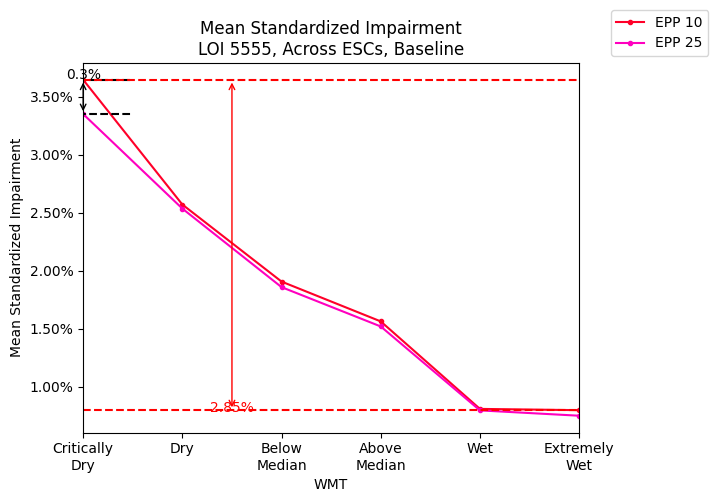 Mean Standardized Impairment
LOI 5555, Across ESCs, Baseline
EPP 10
EPP 25
0.3%
3.50%
3.00%
2.50%
2.00%
1.50%
1.00%
Mean Standardized Impairment
2.85%
Critically
Dry
Dry
Below
Median
Above
Median
Wet
Extremely
Wet
WMT